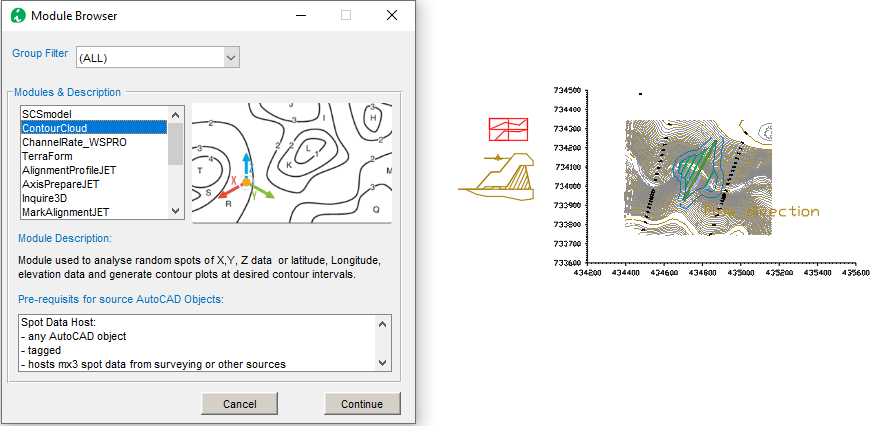 Module Browser
Group Filter
(ALL)
Modules & Description
SCSmodel
ContourCloud
ChannelRate_WSPRO
TerraForm
AlignmentProfileJET
AxisPrepareJET
Inquire3D
MarkAlignmentJET
3
2
4
3
2
3
I
H
T
L
1
K
2
2
M
X
S
R
Y
Q
Module Description:
Module used to analyse random spots of X,Y, Z data or latitude, Longitude,
elevation data and generate contour plots at desired contour intervals.
Pre-requisits for source AutoCAD Objects:
Spot Data Host:
- any AutoCAD object
- tagged
- hosts mx3 spot data from surveying or other sources
Cancel
Continue
734500
734400
734300
734200
734100
734000
733900
733800
733700
733600
434200 434400 434600 434800 435000 435200 435400 435600